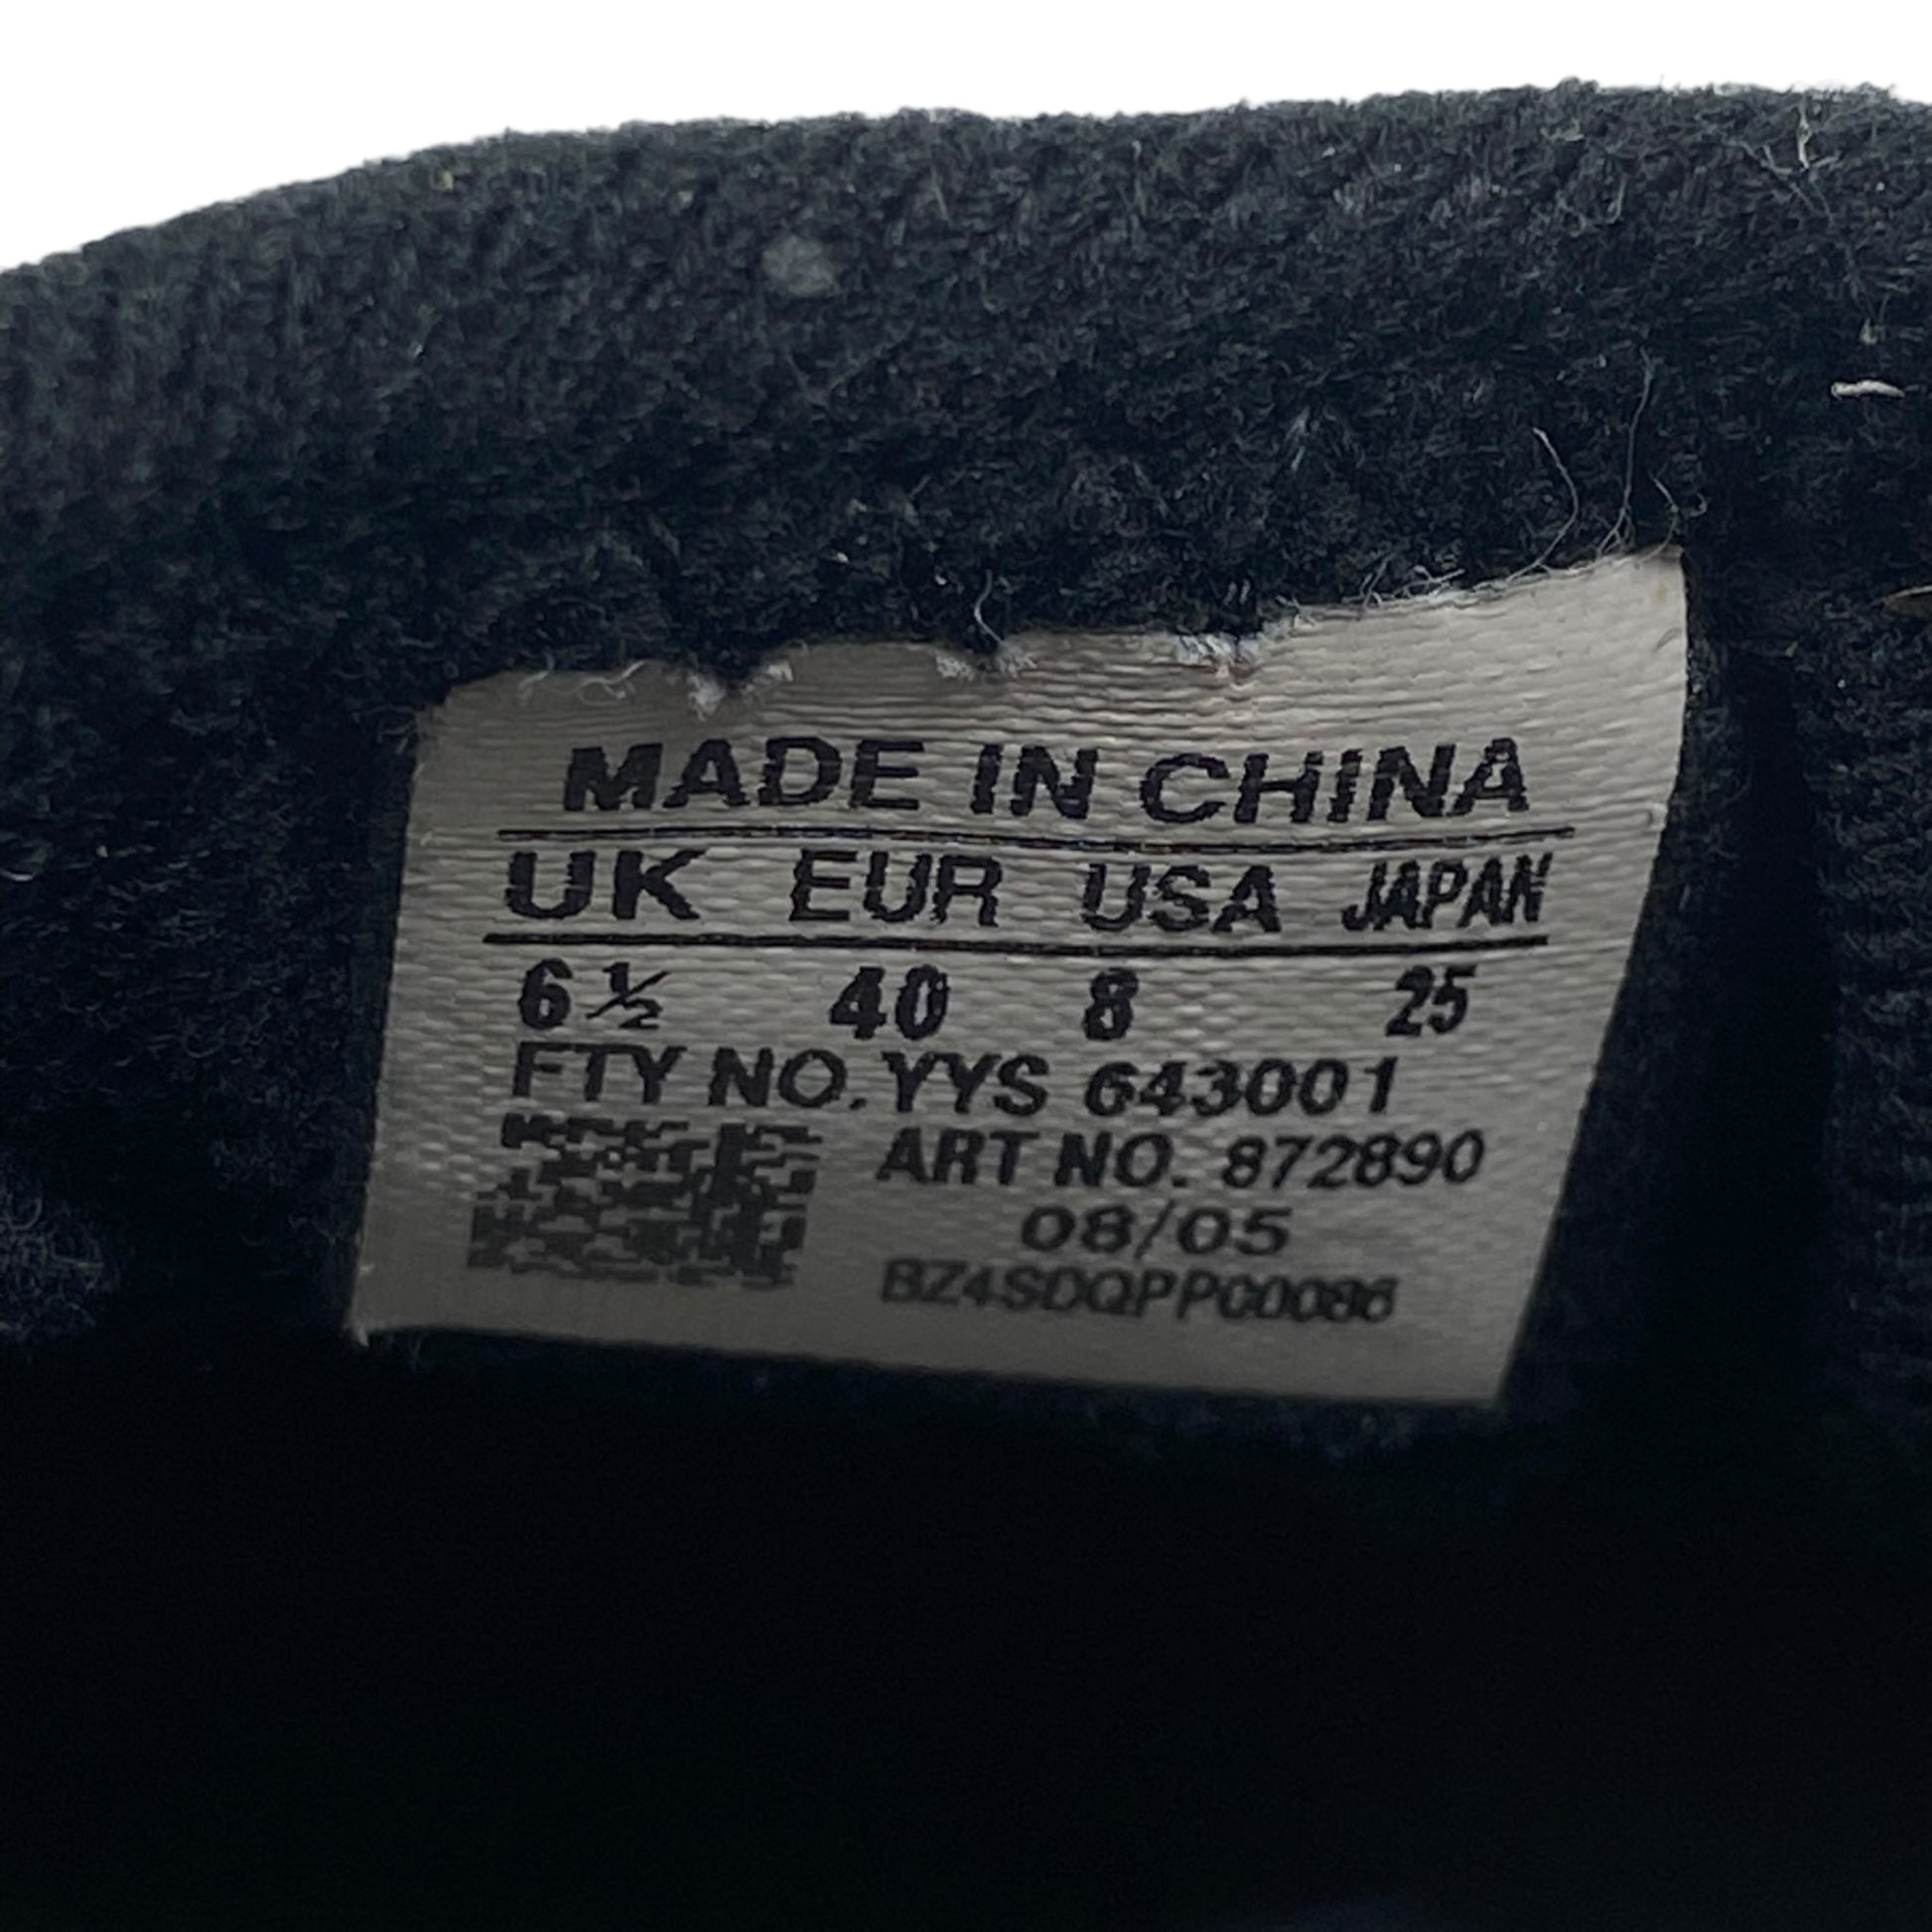 MADE IN CHINA
UK EUR USA JAPAN
6½ 40 8 25
FTY NO.YYS 643001
ART NO. 872890
08/05
BZ4SDQPPC0086